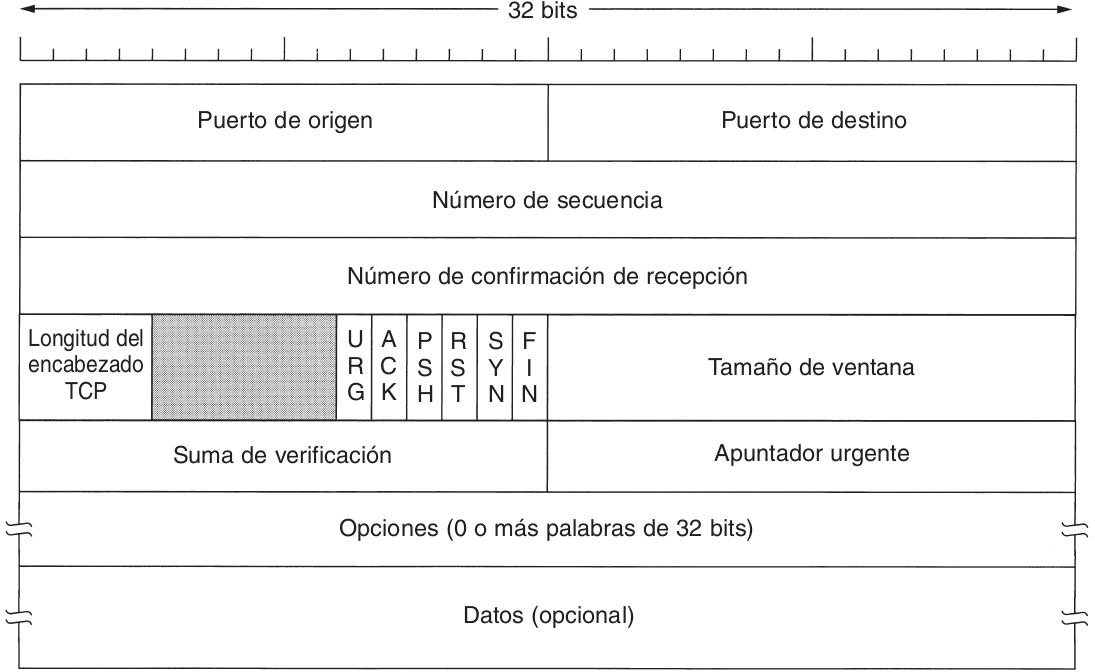 32 bits
Puerto de origen
Puerto de destino
Número de secuencia
Número de confirmación de recepción
Longitud del
encabezado
TCP
URG
ACK
PSH
RST
SYN
FIN
Tamaño de ventana
Suma de verificación
Apuntador urgente
Opciones (0 o más palabras de 32 bits)
Datos (opcional)